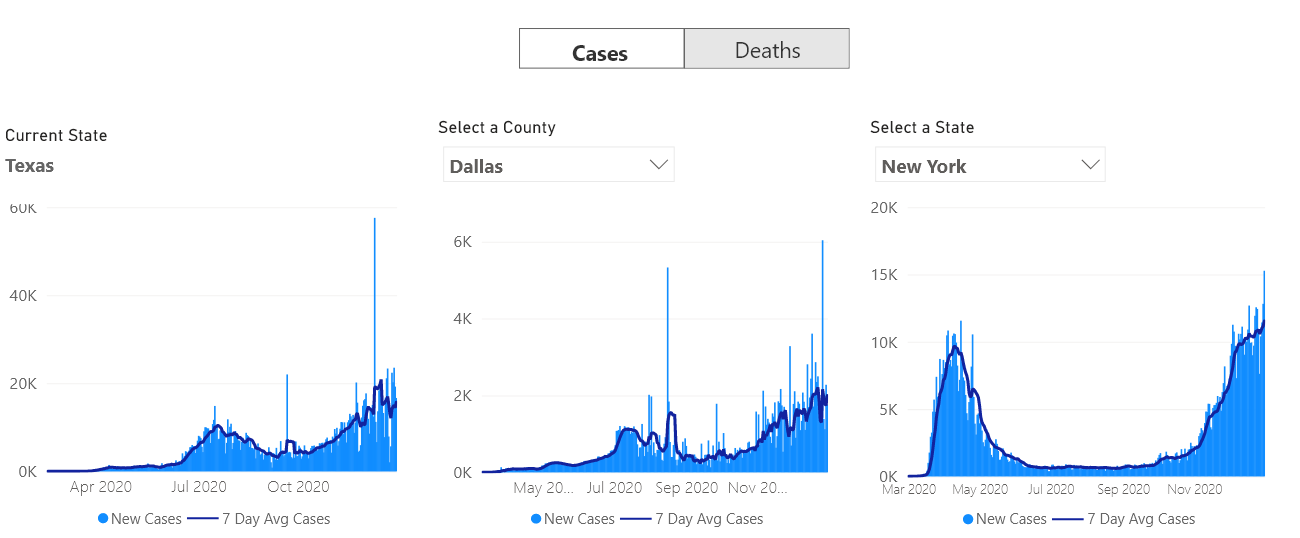 Cases
Deaths
Current State
Texas
Select a County
Dallas
Select a State
New York
60K
40K
20K
0K
Apr 2020
Jul 2020
Oct 2020
New Cases
7 Day Avg Cases
6K
4K
2K
0K
May 20...
Jul 2020
Sep 2020
Nov 20...
New Cases
7 Day Avg Cases
20K
15K
10K
5K
0K
Mar 2020
May 2020
Jul 2020
Sep 2020
Nov 2020
New Cases
7 Day Avg Cases